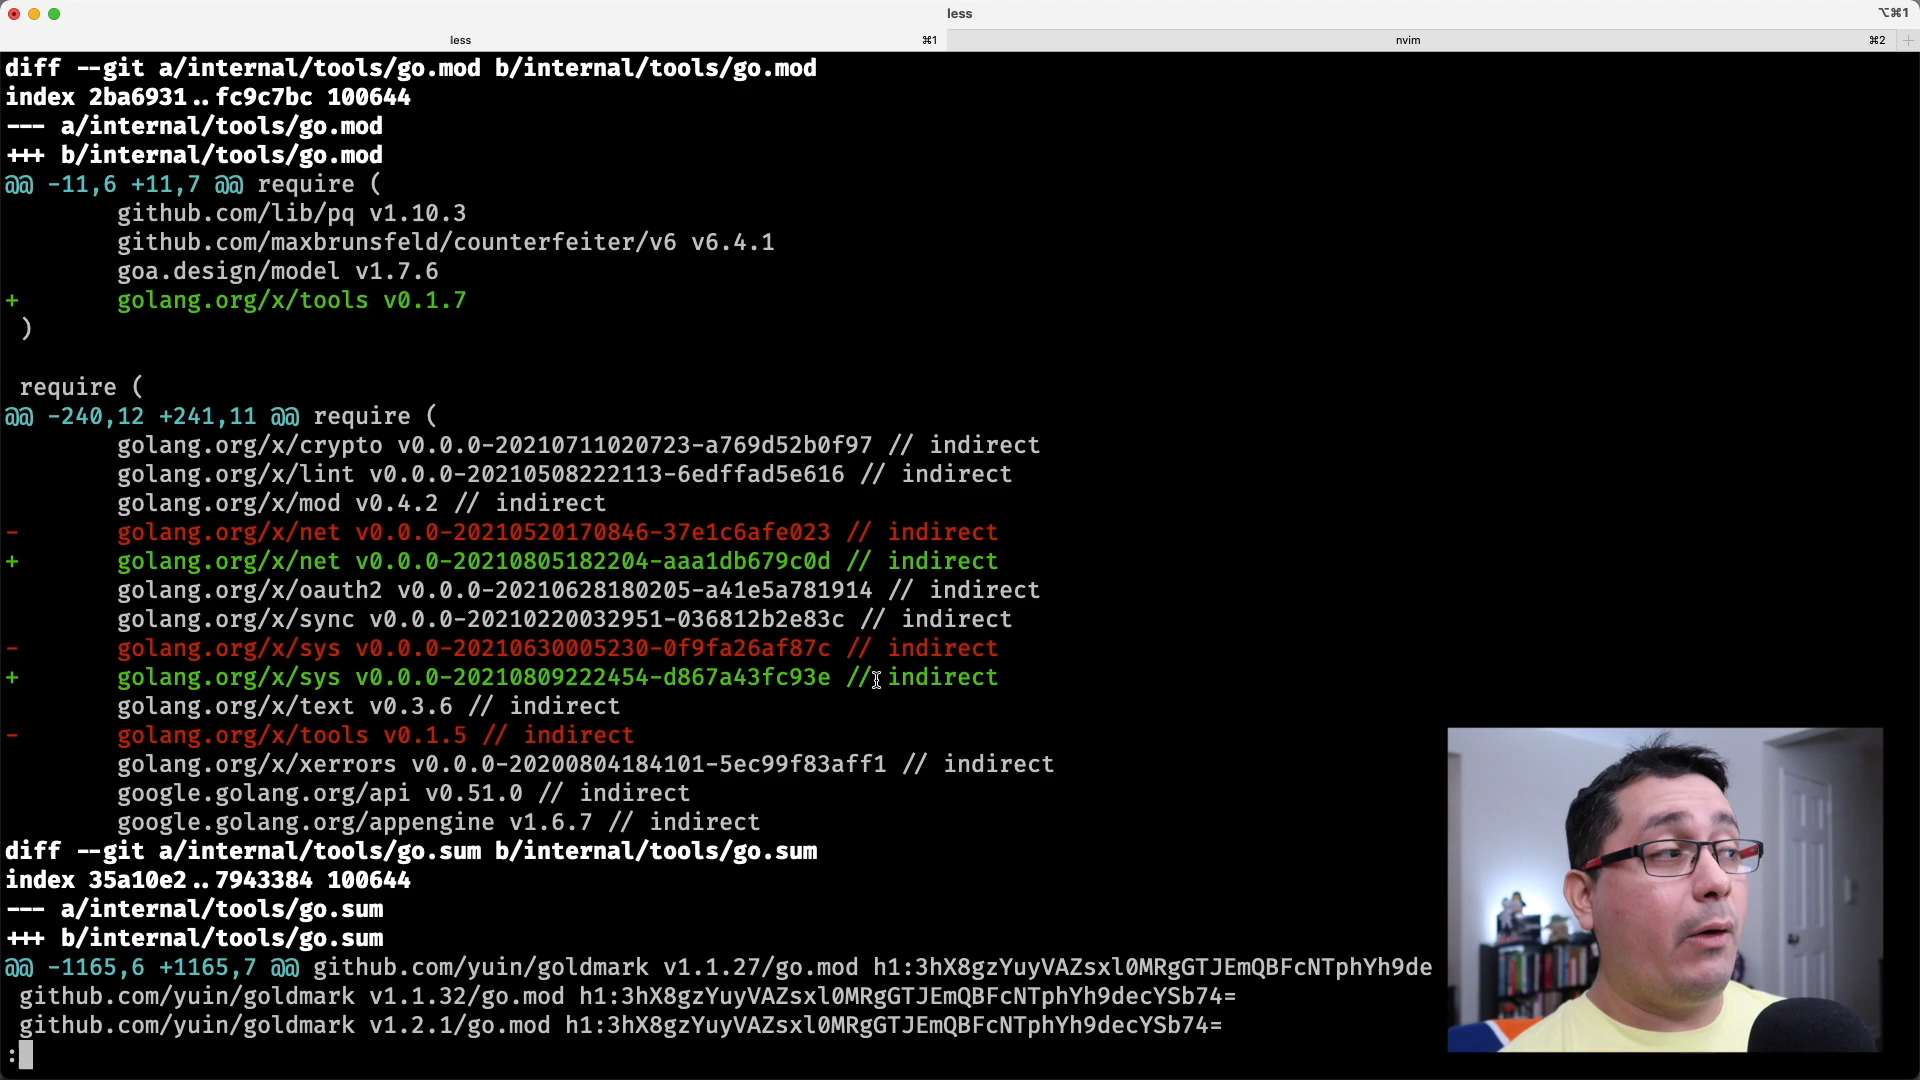 less
⌥⌘1
less
⌘1
nvim
⌘2
diff --git a/internal/tools/go.mod b/internal/tools/go.mod
index 2ba6931..fc9c7bc 100644
--- a/internal/tools/go.mod
+++ b/internal/tools/go.mod
@@ -11,6 +11,7 @@ require (
github.com/lib/pq v1.10.3
github.com/maxbrunsfeld/counterfeiter/v6 v6.4.1
goa.design/model v1.7.6
+ golang.org/x/tools v0.1.7
)
require (
@@ -240,12 +241,11 @@ require (
golang.org/x/crypto v0.0.0-20210711020723-a769d52b0f97 // indirect
golang.org/x/lint v0.0.0-20210508222113-6edffad5e616 // indirect
golang.org/x/mod v0.4.2 // indirect
- golang.org/x/net v0.0.0-20210520170846-37e1c6afe023 // indirect
+ golang.org/x/net v0.0.0-20210805182204-aaa1db679c0d // indirect
golang.org/x/oauth2 v0.0.0-20210628180205-a41e5a781914 // indirect
golang.org/x/sync v0.0.0-20210220032951-036812b2e83c // indirect
- golang.org/x/sys v0.0.0-20210630005230-0f9fa26af87c // indirect
+ golang.org/x/sys v0.0.0-20210809222454-d867a43fc93e // indirect
golang.org/x/text v0.3.6 // indirect
- golang.org/x/tools v0.1.5 // indirect
golang.org/x/xerrors v0.0.0-20200804184101-5ec99f83aff1 // indirect
google.golang.org/api v0.51.0 // indirect
google.golang.org/appengine v1.6.7 // indirect
diff --git a/internal/tools/go.sum b/internal/tools/go.sum
index 35a10e2..7943384 100644
--- a/internal/tools/go.sum
+++ b/internal/tools/go.sum
@@ -1165,6 +1165,7 @@ github.com/yuin/goldmark v1.1.27/go.mod h1:3hX8gzYuyVAZsxl0MRgGTJEmQBFcNTphYh9de
github.com/yuin/goldmark v1.1.32/go.mod h1:3hX8gzYuyVAZsxl0MRgGTJEmQBFcNTphYh9decYSb74=
github.com/yuin/goldmark v1.2.1/go.mod h1:3hX8gzYuyVAZsxl0MRgGTJEmQBFcNTphYh9decYSb74=
: